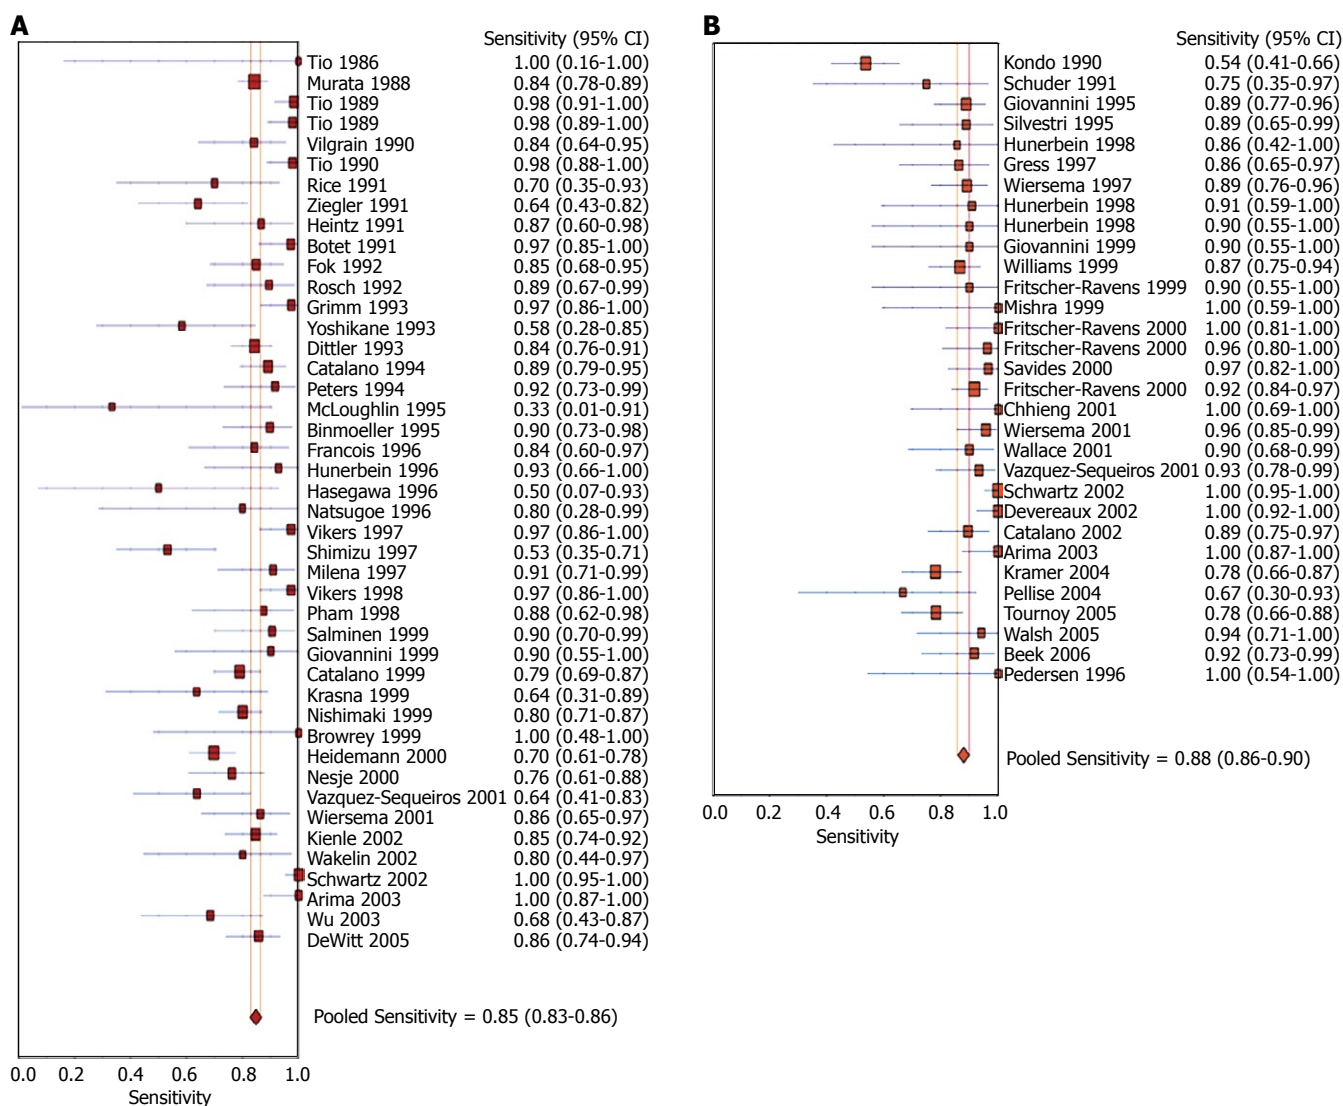 A
Sensitivity (95% CI)
Tio 1986 1.00 (0.16-1.00)
Murata 1988 0.84 (0.78-0.89)
Tio 1989 0.98 (0.91-1.00)
Tio 1989 0.98 (0.89-1.00)
Vilgrain 1990 0.84 (0.64-0.95)
Tio 1990 0.98 (0.88-1.00)
Rice 1991 0.70 (0.35-0.93)
Ziegler 1991 0.64 (0.43-0.82)
Heintz 1991 0.87 (0.60-0.98)
Botet 1991 0.97 (0.85-1.00)
Fok 1992 0.85 (0.68-0.95)
Rosch 1992 0.89 (0.67-0.99)
Grimm 1993 0.97 (0.86-1.00)
Yoshikane 1993 0.58 (0.28-0.85)
Dittler 1993 0.84 (0.76-0.91)
Catalano 1994 0.89 (0.79-0.95)
Peters 1994 0.92 (0.73-0.99)
McLoughlin 1995 0.33 (0.01-0.91)
Binmoeller 1995 0.90 (0.73-0.98)
Francois 1996 0.84 (0.60-0.97)
Hunerbein 1996 0.93 (0.66-1.00)
Hasegawa 1996 0.50 (0.07-0.93)
Natsugoe 1996 0.80 (0.28-0.99)
Vikers 1997 0.97 (0.86-1.00)
Shimizu 1997 0.53 (0.35-0.71)
Milena 1997 0.91 (0.71-0.99)
Vikers 1998 0.97 (0.86-1.00)
Pham 1998 0.88 (0.62-0.98)
Salminen 1999 0.90 (0.70-0.99)
Giovannini 1999 0.90 (0.55-1.00)
Catalano 1999 0.79 (0.69-0.87)
Krasna 1999 0.64 (0.31-0.89)
Nishimaki 1999 0.80 (0.71-0.87)
Browrey 1999 1.00 (0.48-1.00)
Heidemann 2000 0.70 (0.61-0.78)
Nesje 2000 0.76 (0.61-0.88)
Vazquez-Sequeiros 2001 0.64 (0.41-0.83)
Wiersema 2001 0.86 (0.65-0.97)
Kienle 2002 0.85 (0.74-0.92)
Wakelin 2002 0.80 (0.44-0.97)
Schwartz 2002 1.00 (0.95-1.00)
Arima 2003 1.00 (0.87-1.00)
Wu 2003 0.68 (0.43-0.87)
DeWitt 2005 0.86 (0.74-0.94)
Pooled Sensitivity = 0.85 (0.83-0.86)
0.0 0.2 0.4 0.6 0.8 1.0
Sensitivity
B
Sensitivity (95% CI)
Kondo 1990 0.54 (0.41-0.66)
Schuder 1991 0.75 (0.35-0.97)
Giovannini 1995 0.89 (0.77-0.96)
Silvestri 1995 0.89 (0.65-0.99)
Hunerbein 1998 0.86 (0.42-1.00)
Gress 1997 0.86 (0.65-0.97)
Wiersema 1997 0.89 (0.76-0.96)
Hunerbein 1998 0.91 (0.59-1.00)
Hunerbein 1998 0.90 (0.55-1.00)
Giovannini 1999 0.90 (0.55-1.00)
Williams 1999 0.87 (0.75-0.94)
Fritscher-Ravens 1999 0.90 (0.55-1.00)
Mishra 1999 1.00 (0.59-1.00)
Fritscher-Ravens 2000 1.00 (0.81-1.00)
Fritscher-Ravens 2000 0.96 (0.80-1.00)
Savides 2000 0.97 (0.82-1.00)
Fritscher-Ravens 2000 0.92 (0.84-0.97)
Chhieng 2001 1.00 (0.69-1.00)
Wiersema 2001 0.96 (0.85-0.99)
Wallace 2001 0.90 (0.68-0.99)
Vazquez-Sequeiros 2001 0.93 (0.78-0.99)
Schwartz 2002 1.00 (0.95-1.00)
Devereaux 2002 1.00 (0.92-1.00)
Catalano 2002 0.89 (0.75-0.97)
Arima 2003 1.00 (0.87-1.00)
Kramer 2004 0.78 (0.66-0.87)
Pellise 2004 0.67 (0.30-0.93)
Tournoy 2005 0.78 (0.66-0.88)
Walsh 2005 0.94 (0.71-1.00)
Beek 2006 0.92 (0.73-0.99)
Pedersen 1996 1.00 (0.54-1.00)
Pooled Sensitivity = 0.88 (0.86-0.90)
0.0 0.2 0.4 0.6 0.8 1.0
Sensitivity